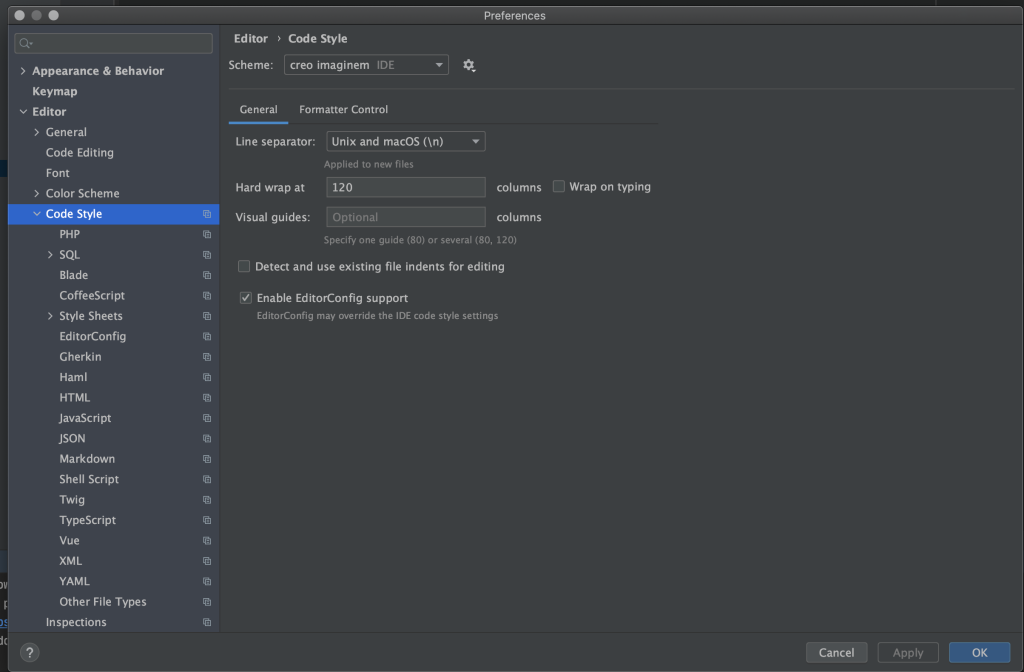 Preferences
Editor › Code Style
Scheme: creo imaginem IDE
General Formatter Control
Line separator: Unix and macOS (\n)
Applied to new files
Hard wrap at 120 columns Wrap on typing
Visual guides: Optional columns
Specify one guide (80) or several (80, 120)
Detect and use existing file indents for editing
Enable EditorConfig support
EditorConfig may override the IDE code style settings
Appearance & Behavior
Keymap
Editor
General
Code Editing
Font
Color Scheme
Code Style
PHP
SQL
Blade
CoffeeScript
Style Sheets
EditorConfig
Gherkin
Haml
HTML
JavaScript
JSON
Markdown
Shell Script
Twig
TypeScript
Vue
XML
YAML
Other File Types
Inspections
?
Cancel Apply OK